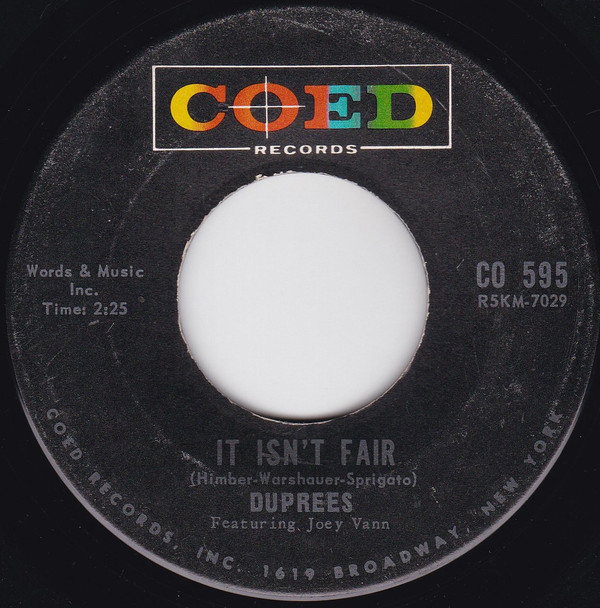 COED
RECORDS
Words & Music
Inc.
Time: 2:25
CO 595
R5KM-7029
IT ISN'T FAIR
(Himber-Warshauer-Sprigato)
DUPREES
Featuring Joey Vann
COED RECORDS, INC. 1619 BROADWAY, NEW YORK